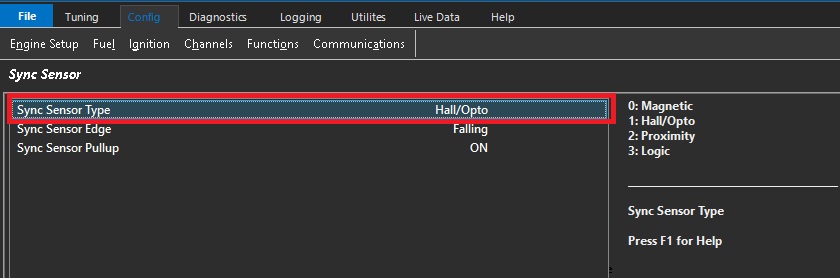 File Tuning Config Diagnostics Logging Utilites Live Data Help
Engine Setup Fuel Ignition Channels Functions Communications
Sync Sensor
Sync Sensor Type Hall/Opto
Sync Sensor Edge Falling
Sync Sensor Pullup ON
0: Magnetic
1: Hall/Opto
2: Proximity
3: Logic
Sync Sensor Type
Press F1 for Help